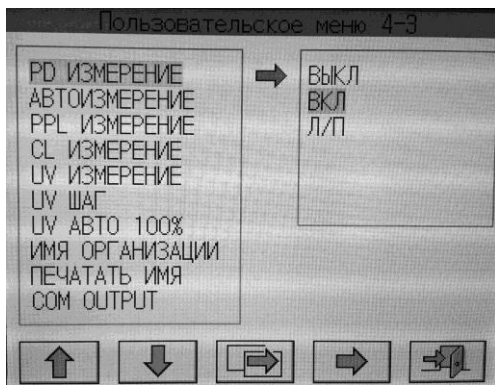 Пользовательское меню 4-3
PD ИЗМЕРЕНИЕ
АВТОИЗМЕРЕНИЕ
PPL ИЗМЕРЕНИЕ
CL ИЗМЕРЕНИЕ
UV ИЗМЕРЕНИЕ
UV ШАГ
UV АВТО 100%
ИМЯ ОРГАНИЗАЦИИ
ПЕЧАТАТЬ ИМЯ
COM OUTPUT
ВЫКЛ
ВКЛ
Л/П